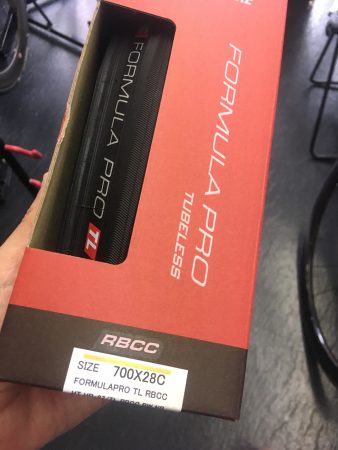 FORMULA PRO
TL
FORMULA PRO
TUBELESS
RBCC
SIZE 700X28C
FORMULAPRO TL RBCC